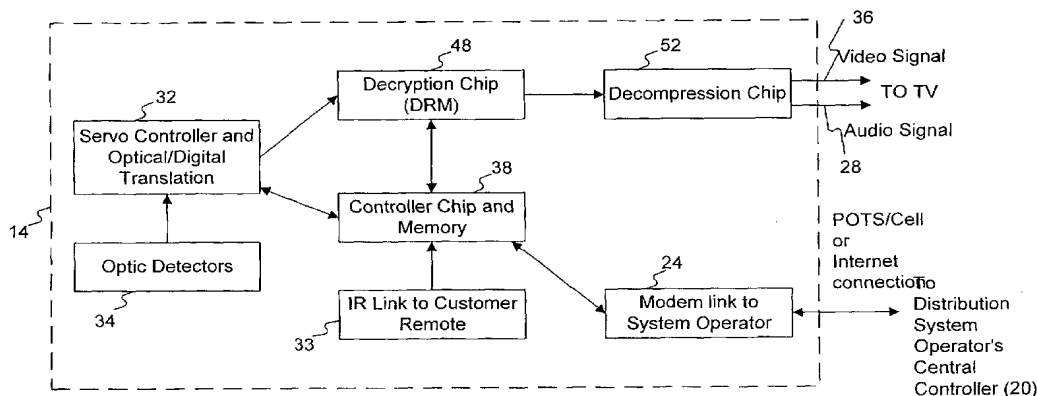 36
48
52
Video Signal
32
Decryption Chip
(DRM)
Decompression Chip
TO TV
Servo Controller and
Optical/Digital
Translation
Audio Signal
28
38
14
Controller Chip and
Memory
POTS/Cell
or
Internet
connection
Optic Detectors
24
To
Distribution
System
Operator's
Central
Controller (20)
34
IR Link to Customer
Remote
33
Modem link to
System Operator